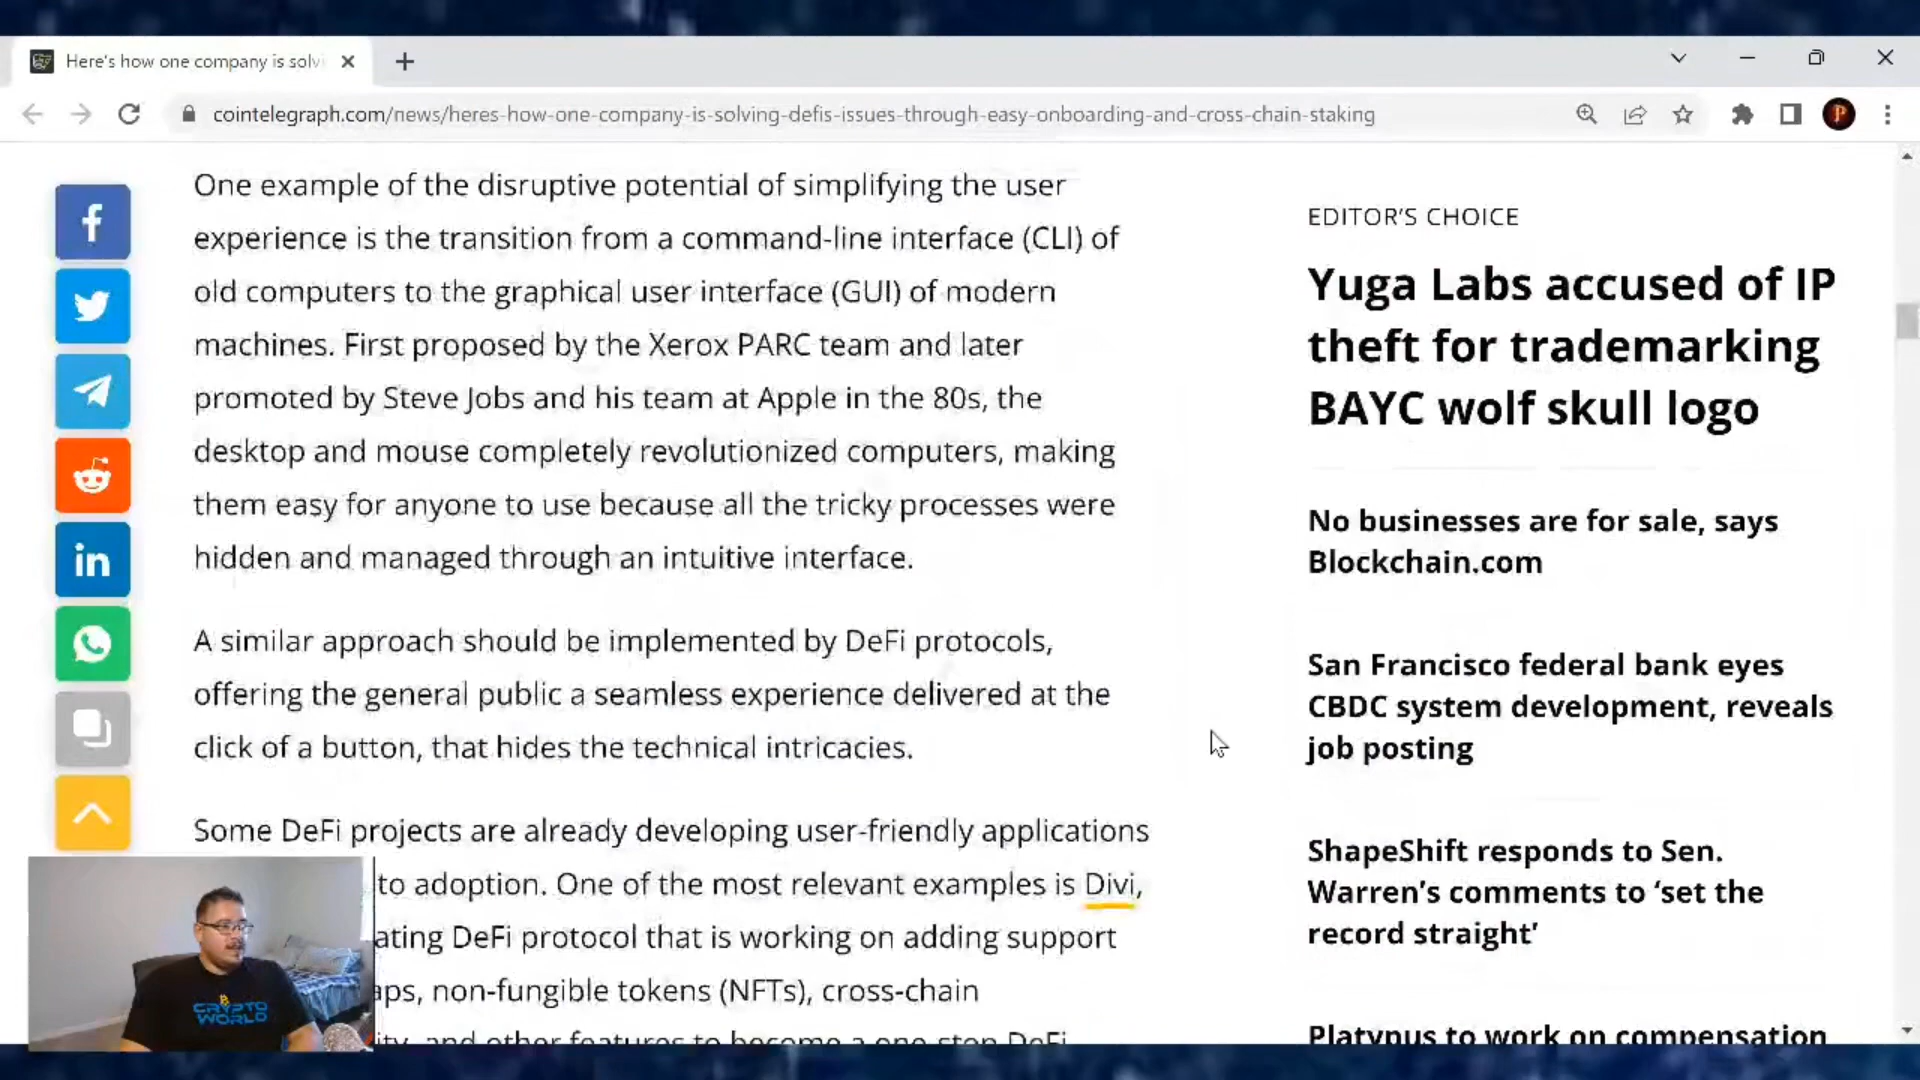 Here's how one company is solvi
cointelegraph.com/news/heres-how-one-company-is-solving-defis-issues-through-easy-onboarding-and-cross-chain-staking
P
One example of the disruptive potential of simplifying the user
experience is the transition from a command-line interface (CLI) of
old computers to the graphical user interface (GUI) of modern
machines. First proposed by the Xerox PARC team and later
promoted by Steve Jobs and his team at Apple in the 80s, the
desktop and mouse completely revolutionized computers, making
them easy for anyone to use because all the tricky processes were
hidden and managed through an intuitive interface.
A similar approach should be implemented by DeFi protocols,
offering the general public a seamless experience delivered at the
click of a button, that hides the technical intricacies.
Some DeFi projects are already developing user-friendly applications
to adoption. One of the most relevant examples is Divi,
ating DeFi protocol that is working on adding support
aps, non-fungible tokens (NFTs), cross-chain
ity, and other features to become a one-stop DeFi
EDITOR'S CHOICE
Yuga Labs accused of IP
theft for trademarking
BAYC wolf skull logo
No businesses are for sale, says
Blockchain.com
San Francisco federal bank eyes
CBDC system development, reveals
job posting
ShapeShift responds to Sen.
Warren's comments to ‘set the
record straight’
Platypus to work on compensation
CRYPTO
WORLD